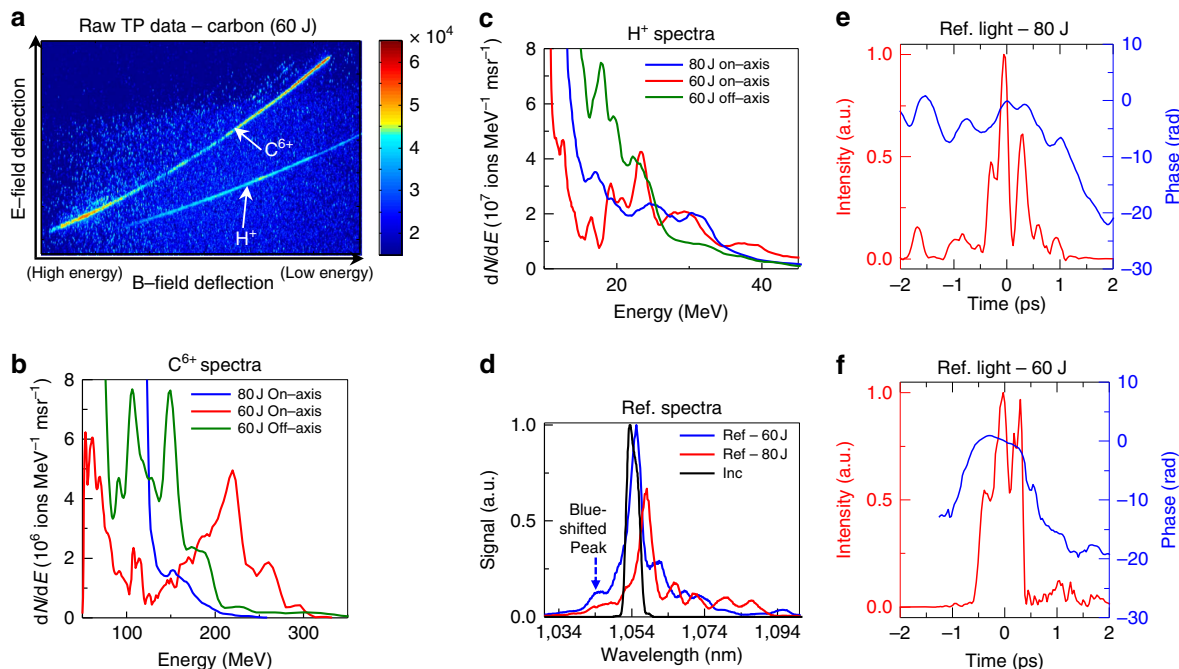 a
Raw TP data – carbon (60 J)
E–field deflection
C6+
H+
(High energy)
(Low energy)
B–field deflection
× 10⁴
6
5
4
3
2
b
C⁶⁺ spectra
dN/dE (10⁶ ions MeV⁻¹ msr⁻¹)
8
6
4
2
0
80 J On–axis
60 J On–axis
60 J Off–axis
100
200
300
Energy (MeV)
c
H⁺ spectra
dN/dE (10⁷ ions MeV⁻¹ msr⁻¹)
8
6
4
2
0
80 J on–axis
60 J on–axis
60 J off–axis
20
40
Energy (MeV)
d
Ref. spectra
Signal (a.u.)
1.0
0.5
0.0
Ref – 60 J
Ref – 80 J
Inc
Blue-
shifted
Peak
1,034
1,054
1,074
1,094
Wavelength (nm)
e
Ref. light – 80 J
Intensity (a.u.)
1.0
0.5
0.0
10
0
−10
−20
−30
Phase (rad)
−2
−1
0
1
2
Time (ps)
f
Ref. light – 60 J
Intensity (a.u.)
1.0
0.5
0.0
10
0
−10
−20
−30
Phase (rad)
−2
−1
0
1
2
Time (ps)